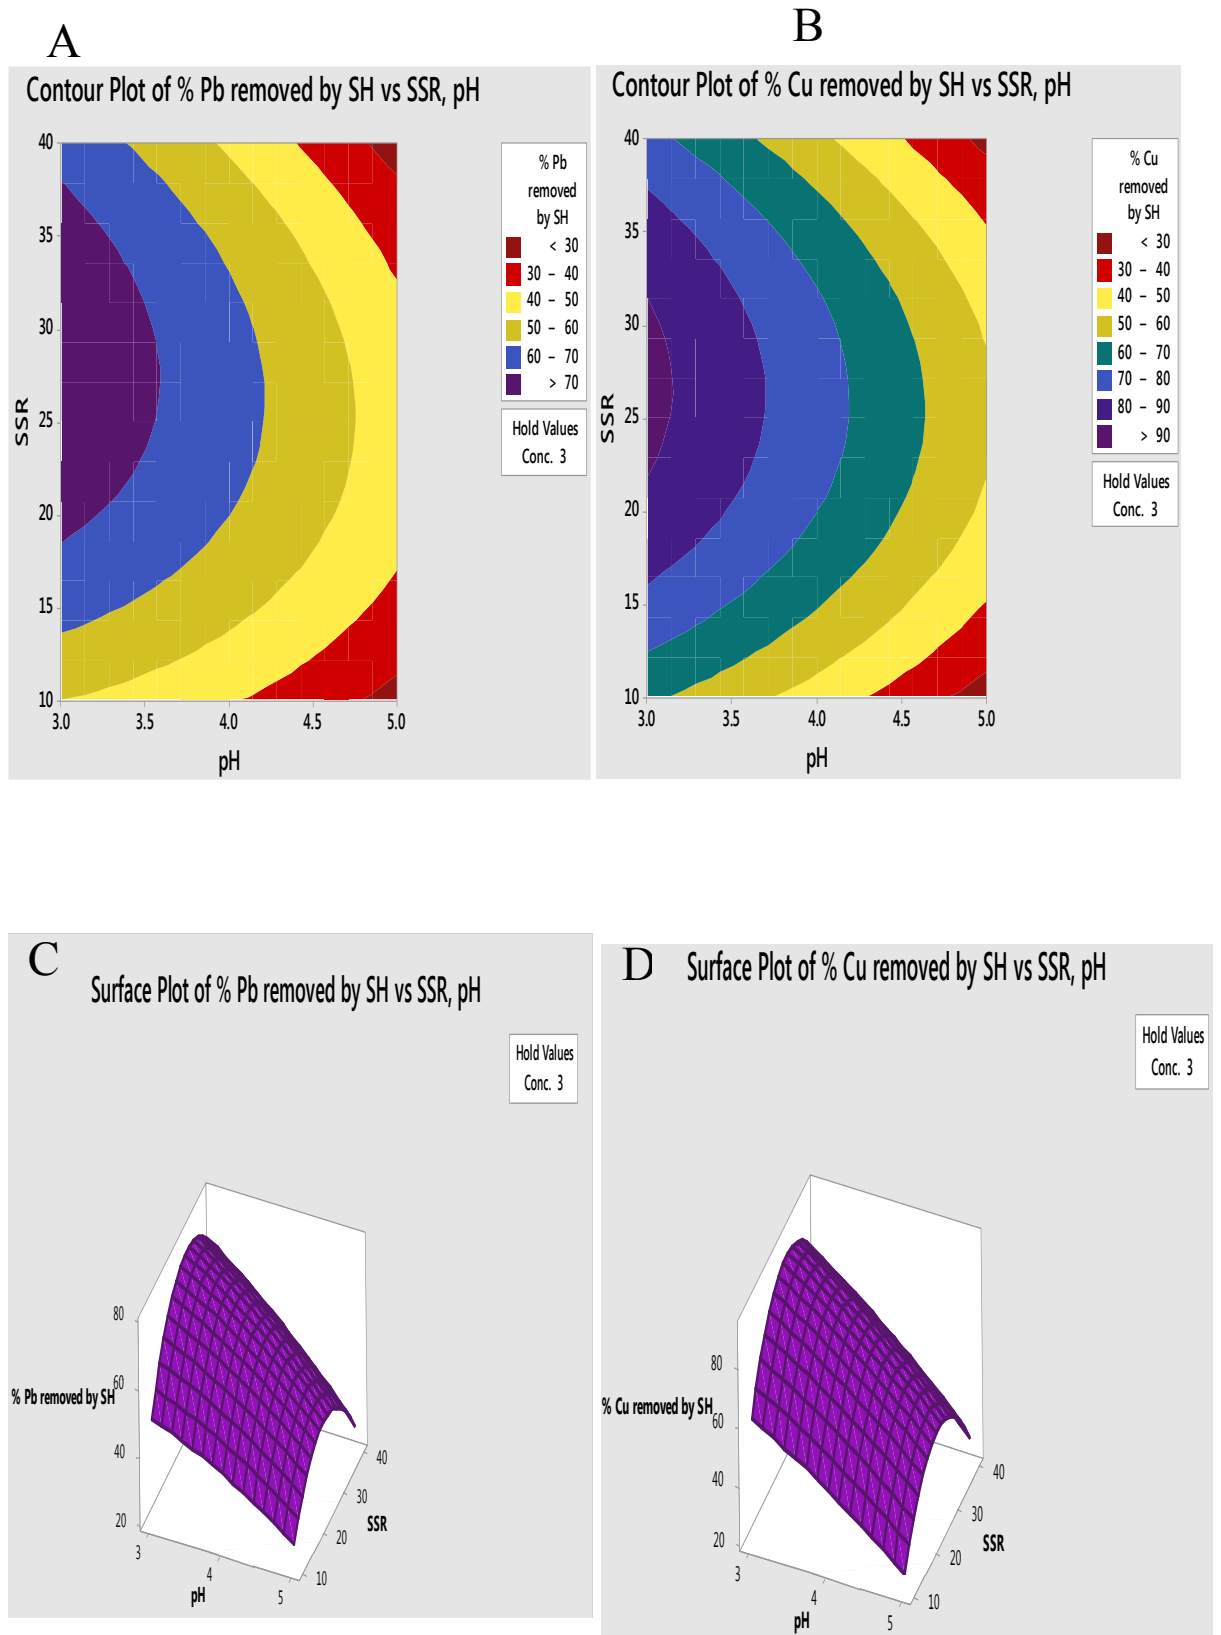 A
Contour Plot of % Pb removed by SH vs SSR, pH
40
35
30
25
20
15
10
SSR
3.0 3.5 4.0 4.5 5.0
pH
% Pb
removed
by SH
< 30
30 – 40
40 – 50
50 – 60
60 – 70
> 70
Hold Values
Conc. 3
B
Contour Plot of % Cu removed by SH vs SSR, pH
40
35
30
25
20
15
10
SSR
3.0 3.5 4.0 4.5 5.0
pH
% Cu
removed
by SH
< 30
30 – 40
40 – 50
50 – 60
60 – 70
70 – 80
80 – 90
> 90
Hold Values
Conc. 3
C
Surface Plot of % Pb removed by SH vs SSR, pH
Hold Values
Conc. 3
80
60
% Pb removed by SH
40
20
3
4
5
pH
40
30
20
10
SSR
D
Surface Plot of % Cu removed by SH vs SSR, pH
Hold Values
Conc. 3
80
% Cu removed by SH
60
40
20
3
4
5
pH
40
30
20
10
SSR